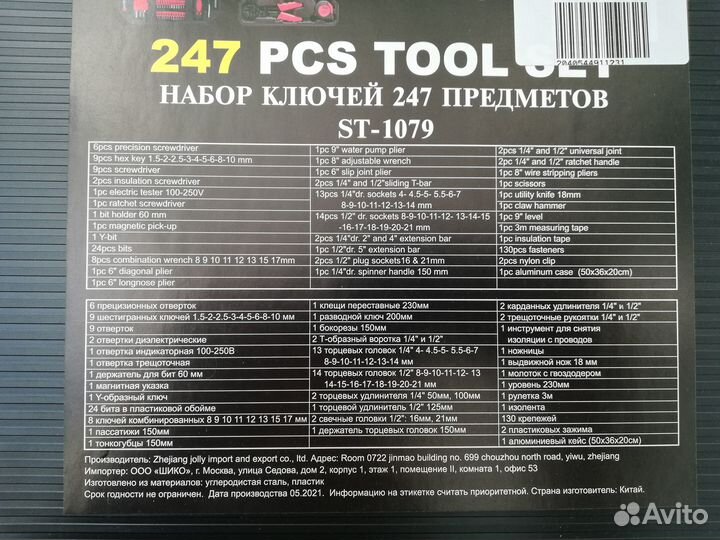 2040544911231
247 PCS TOOL SET
НАБОР КЛЮЧЕЙ 247 ПРЕДМЕТОВ
ST-1079
6pcs precision screwdriver
9pcs hex key 1.5-2-2.5-3-4-5-6-8-10 mm
9pcs screwdriver
2pcs insulation screwdriver
1pc electric tester 100-250V
1pc ratchet screwdriver
1 bit holder 60 mm
1pc magnetic pick-up
1 Y-bit
24pcs bits
8pcs combination wrench 8 9 10 11 12 13 15 17mm
1pc 6" diagonal plier
1pc 6" longnose plier
1pc 9" water pump plier
1pc 8" adjustable wrench
1pc 6" slip joint plier
2pcs 1/4" and 1/2"sliding T-bar
13pcs 1/4"dr. sockets 4- 4.5-5- 5.5-6-7
8-9-10-11-12-13-14mm
14pcs 1/2" dr. sockets 8-9-10-11-12- 13-14-15
-16-17-18-19-20-21 mm
2pcs 1/4"dr. 2" and 4" extension bar
1pc 1/2"dr. 5" extension bar
2pcs 1/2" plug sockets16 & 21mm
1pc 1/4"dr. spinner handle 150 mm
2pcs 1/4" and 1/2" universal joint
2pc 1/4" and 1/2" ratchet handle
1pc 8" wire stripping pliers
1pc scissors
1pc utility knife 18mm
1pc claw hammer
1pc 9" level
1pc 3m measuring tape
1pc insulation tape
130pc fasteners
2pc nylon clip
1pc aluminum case (50x36x20cm)
6 прецизионных отверток
9 шестигранных ключей 1.5-2-2.5-3-4-5-6-8-10 мм
9 отверток
2 отвертки диэлектрические
1 отвертка индикаторная 100-250В
1 отвертка трещоточная
1 держатель для бит 60 мм
1 магнитная указка
1 Y-образный ключ
24 бита в пластиковой обойме
8 ключей комбинированных 8 9 10 11 12 13 15 17 мм
1 пассатижи 150мм
1 тонкогубцы 150мм
1 клещи переставные 230мм
1 разводной ключ 200мм
1 бокорезы 150мм
2 Т-образный воротка 1/4" и 1/2"
13 торцевых головок 1/4" 4- 4.5-5- 5.5-6-7
8-9-10-11-12-13-14 мм
14 торцевых головок 1/2" 8-9-10-11-12- 13
14-15-16-17-18-19-20-21 мм
2 торцевых удлинителя 1/4" 50мм, 100мм
1 торцевой удлинитель 1/2" 125мм
2 свечные головки 1/2": 16мм, 21мм
1 держатель торцевых головок 150мм
2 карданных удлинителя 1/4" и 1/2"
2 трещоточные рукоятки 1/4" и 1/2"
1 инструмент для снятия
изоляции с проводов
1 ножницы
1 выдвижной нож 18 мм
1 молоток с гвоздодером
1 уровень 230мм
1 рулетка 3м
1 изолента
130 крепежей
2 пластиковых зажима
1 алюминиевый кейс (50x36x20см)
Производитель: Zhejiang jolly import and export co., ltd. Адрес: Room 0722 jinmao building no. 699 chouzhou north road, yiwu, zhejiang
Импортер: ООО «ШИКО», г. Москва, улица Седова, дом 2, корпус 1, этаж 1, помещение II, комната 1, офис 53
Изготовлено из материалов: углеродистая сталь, пластик
Срок годности не ограничен. Дата производства 05.2021. Информацию на этикетке считать приоритетной. Страна изготовитель: Китай.
Avito